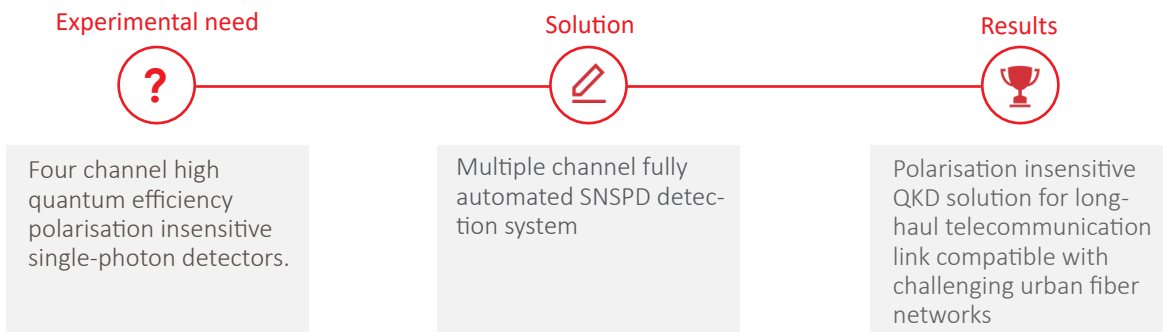 Experimental need
Solution
Results
?
Four channel high
quantum efficiency
polarisation insensitive
single-photon detectors.
Multiple channel fully
automated SNSPD detec-
tion system
Polarisation insensitive
QKD solution for long-
haul telecommunication
link compatible with
challenging urban fiber
networks